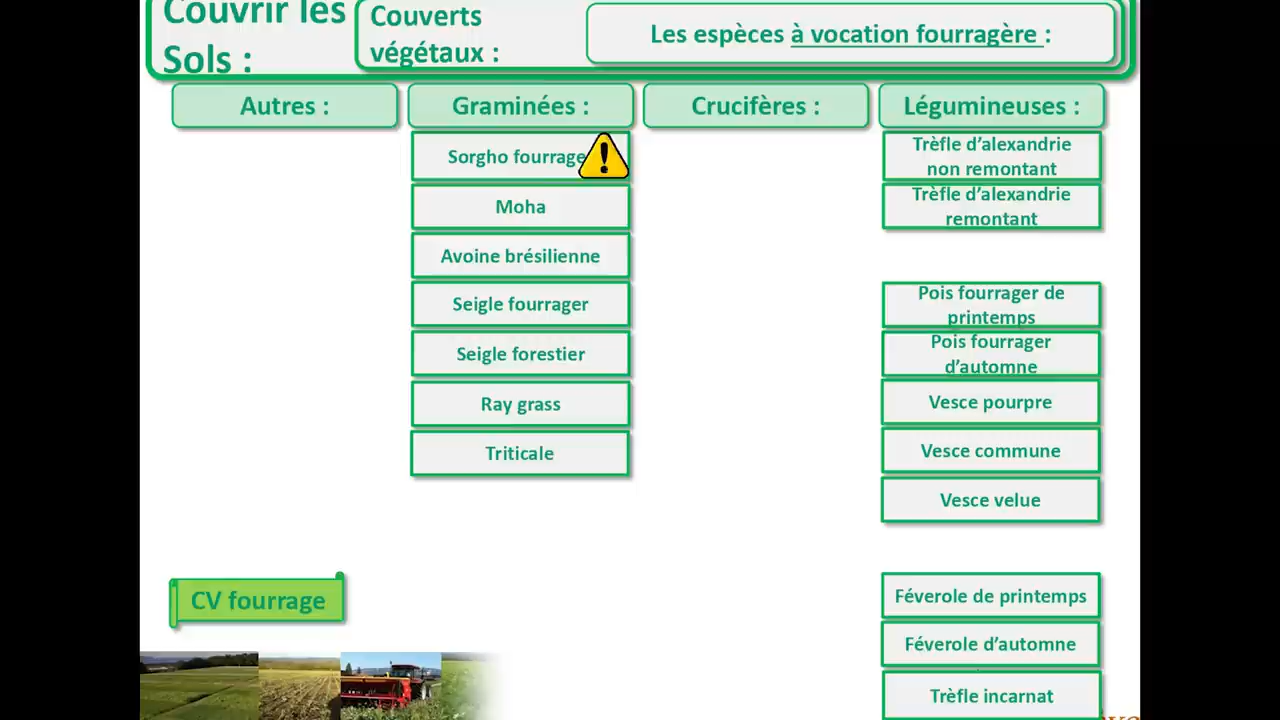 Couvrir les
Sols :
Couverts
végétaux :
Les espèces à vocation fourragère :
Autres :
Graminées :
Crucifères :
Légumineuses :
Sorgho fourrage
Moha
Avoine brésilienne
Seigle fourrager
Seigle forestier
Ray grass
Triticale
Trèfle d’alexandrie
non remontant
Trèfle d’alexandrie
remontant
Pois fourrager de
printemps
Pois fourrager
d’automne
Vesce pourpre
Vesce commune
Vesce velue
Féverole de printemps
Féverole d’automne
Trèfle incarnat
CV fourrage